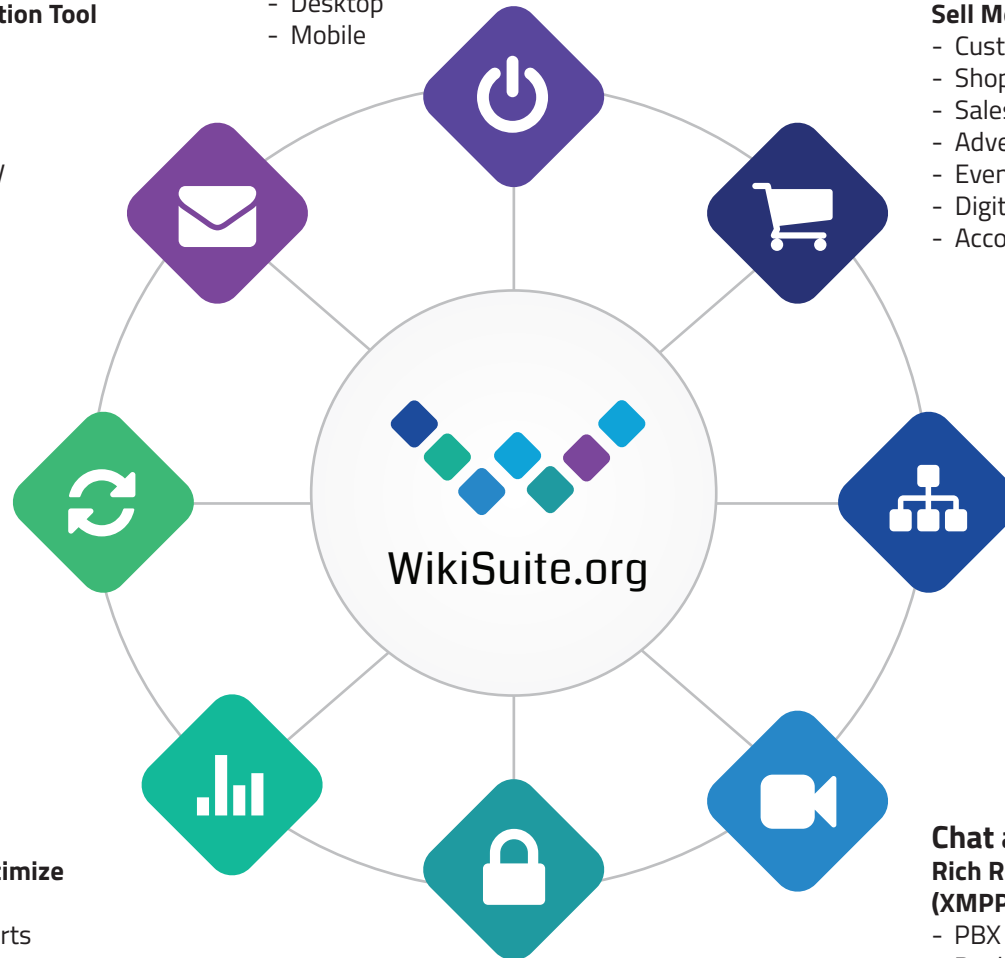 tion Tool
- Desktop
- Mobile
Sell M
- Cust
- Shop
- Sales
- Adve
- Even
- Digit
- Acco
WikiSuite.org
timize
rts
Chat
Rich R
(XMPP
- PBX